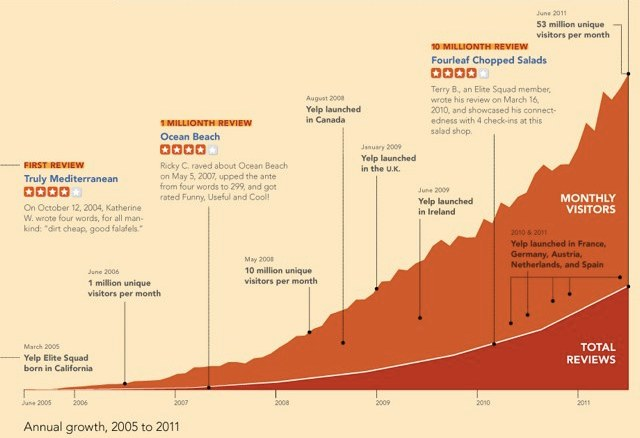 June 2011
53 million unique
visitors per month
10 MILLIONTH REVIEW
Fourleaf Chopped Salads
Terry B., an Elite Squad member,
wrote his review on March 16,
2010, and showcased his connect-
edness with 4 check-ins at this
salad shop.
August 2008
Yelp launched
in Canada
1 MILLIONTH REVIEW
Ocean Beach
Ricky C. raved about Ocean Beach
on May 5, 2007, upped the ante
from four words to 299, and got
rated Funny, Useful and Cool!
January 2009
Yelp launched
in the U.K.
FIRST REVIEW
Truly Mediterranean
On October 12, 2004, Katherine
W. wrote four words, for all man-
kind: "dirt cheap, good falafels."
June 2009
Yelp launched
in Ireland
MONTHLY
VISITORS
2010 & 2011
Yelp launched in France,
Germany, Austria,
Netherlands, and Spain
May 2008
10 million unique
visitors per month
June 2006
1 million unique
visitors per month
March 2005
Yelp Elite Squad
born in California
TOTAL
REVIEWS
June 2005 2006 2007 2008 2009 2010 2011
Annual growth, 2005 to 2011